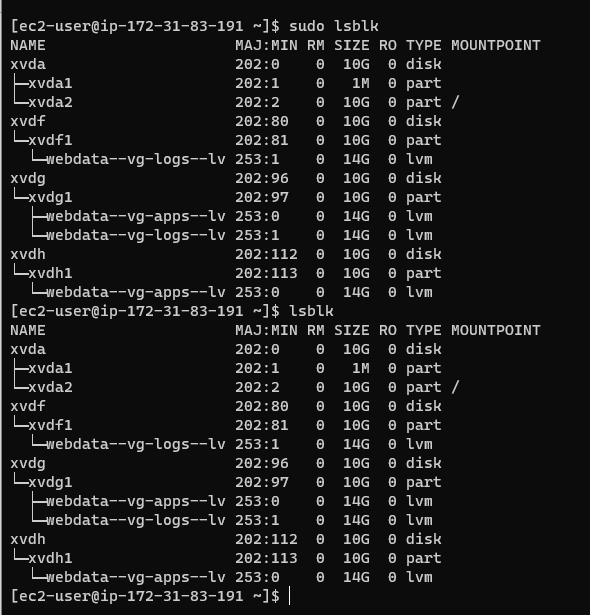 [ec2-user@ip-172-31-83-191 ~]$ sudo lsblk
NAME                     MAJ:MIN RM SIZE RO TYPE MOUNTPOINT
xvda                     202:0    0  10G  0 disk
├─xvda1                  202:1    0   1M  0 part
└─xvda2                  202:2    0  10G  0 part /
xvdf                     202:80   0  10G  0 disk
└─xvdf1                  202:81   0  10G  0 part
  └─webdata--vg-logs--lv 253:1    0  14G  0 lvm
xvdg                     202:96   0  10G  0 disk
└─xvdg1                  202:97   0  10G  0 part
  ├─webdata--vg-apps--lv 253:0    0  14G  0 lvm
  └─webdata--vg-logs--lv 253:1    0  14G  0 lvm
xvdh                     202:112  0  10G  0 disk
└─xvdh1                  202:113  0  10G  0 part
  └─webdata--vg-apps--lv 253:0    0  14G  0 lvm
[ec2-user@ip-172-31-83-191 ~]$ lsblk
NAME                     MAJ:MIN RM SIZE RO TYPE MOUNTPOINT
xvda                     202:0    0  10G  0 disk
├─xvda1                  202:1    0   1M  0 part
└─xvda2                  202:2    0  10G  0 part /
xvdf                     202:80   0  10G  0 disk
└─xvdf1                  202:81   0  10G  0 part
  └─webdata--vg-logs--lv 253:1    0  14G  0 lvm
xvdg                     202:96   0  10G  0 disk
└─xvdg1                  202:97   0  10G  0 part
  ├─webdata--vg-apps--lv 253:0    0  14G  0 lvm
  └─webdata--vg-logs--lv 253:1    0  14G  0 lvm
xvdh                     202:112  0  10G  0 disk
└─xvdh1                  202:113  0  10G  0 part
  └─webdata--vg-apps--lv 253:0    0  14G  0 lvm
[ec2-user@ip-172-31-83-191 ~]$